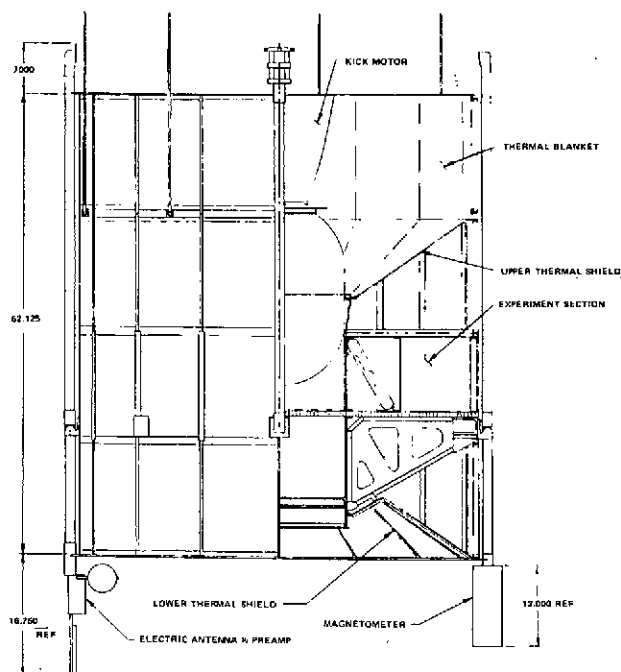 7.000
KICK MOTOR
THERMAL BLANKET
UPPER THERMAL SHIELD
EXPERIMENT SECTION
62.125
LOWER THERMAL SHIELD
MAGNETOMETER
12.000 REF
16.750
REF
ELECTRIC ANTENNA & PREAMP